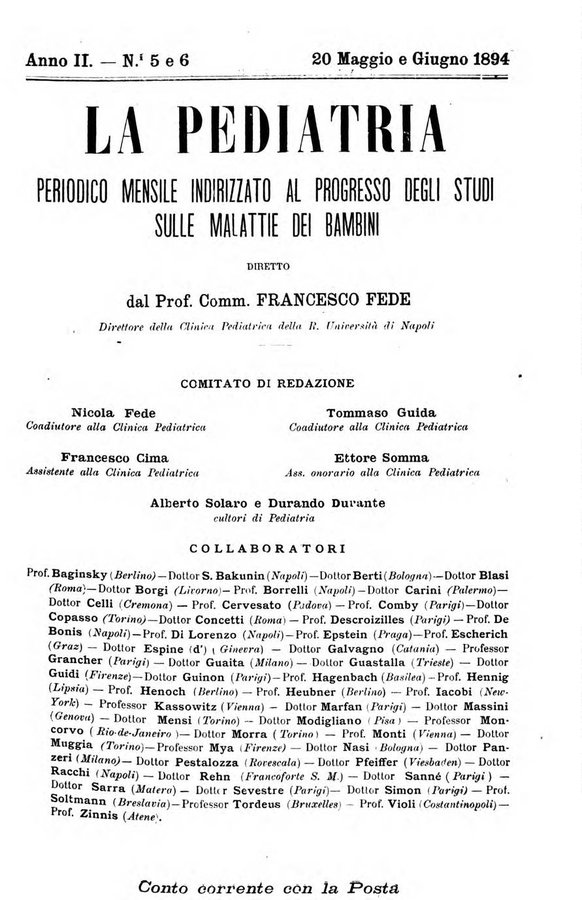 Anno II. — N.i 5 e 6 20 Maggio e Giugno 1894
LA PEDIATRIA
PERIODICO MENSILE INDIRIZZATO AL PROGRESSO DEGLI STUDI
SULLE MALATTIE DEI BAMBINI
DIRETTO
dal Prof. Comm. FRANCESCO FEDE
Direttore della Clinica Pediatrica della R. Università di Napoli
COMITATO DI REDAZIONE
Nicola Fede Tommaso Guida
Coadiutore alla Clinica Pediatrica Coadiutore alla Clinica Pediatrica
Francesco Cima Ettore Somma
Assistente alla Clinica Pediatrica Ass. onorario alla Clinica Pediatrica
Alberto Solaro e Durando Durante
cultori di Pediatria
COLLABORATORI
Prof. Baginsky (Berlino) — Dottor S. Bakunin (Napoli) — Dottor Berti (Bologna) — Dottor Blasi
(Roma) — Dottor Borgi (Livorno) — Prof. Borrelli (Napoli) — Dottor Carini (Palermo) —
Dottor Celli (Cremona) — Prof. Cervesato (Padova) — Prof. Comby (Parigi) — Dottor
Copasso (Torino) — Dottor Concetti (Roma) — Prof. Descroizilles (Parigi) — Prof. De
Bonis (Napoli) — Prof. Di Lorenzo (Napoli) — Prof. Epstein (Praga) — Prof. Escherich
(Graz) — Dottor Espine (d') (Ginevra) — Dottor Galvagno (Catania) — Professor
Grancher (Parigi) — Dottor Guaita (Milano) — Dottor Guastalla (Trieste) — Dottor
Guidi (Firenze) — Dottor Guinon (Parigi) — Prof. Hagenbach (Basilea) — Prof. Hennig
(Lipsia) — Prof. Henoch (Berlino) — Prof. Heubner (Berlino) — Prof. Iacobi (New-
York) — Professor Kassowitz (Vienna) — Dottor Marfan (Parigi) — Dottor Massini
(Genova) — Dottor Mensi (Torino) — Dottor Modigliano (Pisa) — Professor Mon-
corvo (Rio-de-Janeiro) — Dottor Morra (Torino) — Prof. Monti (Vienna) — Dottor
Muggia (Torino) — Professor Mya (Firenze) — Dottor Nasi (Bologna) — Dottor Pan-
zeri (Milano) — Dottor Pestalozza (Rorescala) — Dottor Pfeiffer (Viesbaden) — Dottor
Racchi (Napoli) — Dottor Rehn (Francoforte S. M.) — Dottor Sanné (Parigi) —
Dottor Sarra (Matera) — Dottor Sevestre (Parigi) — Dottor Simon (Parigi) — Prof.
Soltmann (Breslavia) — Professor Tordeus (Bruxelles) — Prof. Violi (Costantinopoli) —
Prof. Zinnis (Atene).
Conto corrente con la Posta